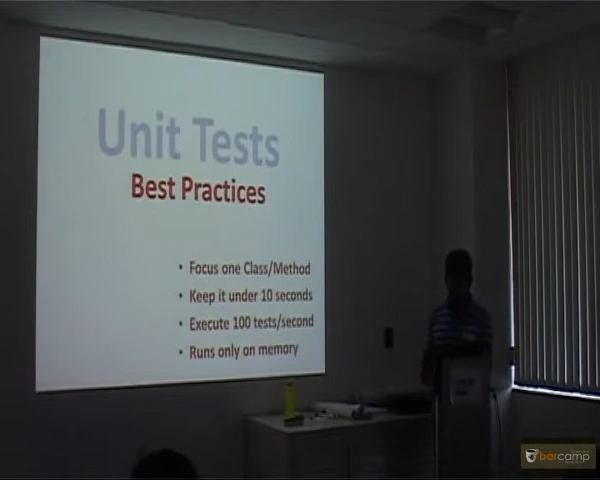 Unit Tests
Best Practices
• Focus one Class/Method
• Keep it under 10 seconds
• Execute 100 tests/second
• Runs only on memory
barcamp